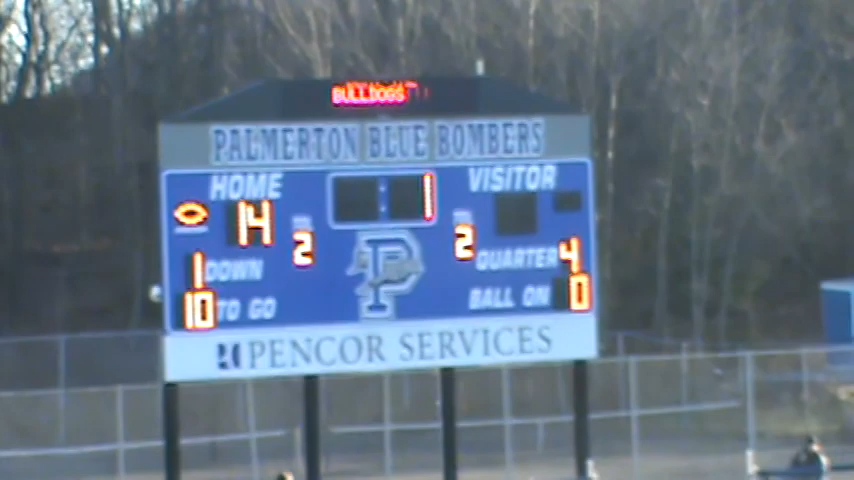 BULLDOGS
PALMERTON BLUE BOMBERS
HOME : 1 VISITOR
14 2 2
1 DOWN QUARTER 4
10 TO GO P BALL ON 0
PENCOR SERVICES